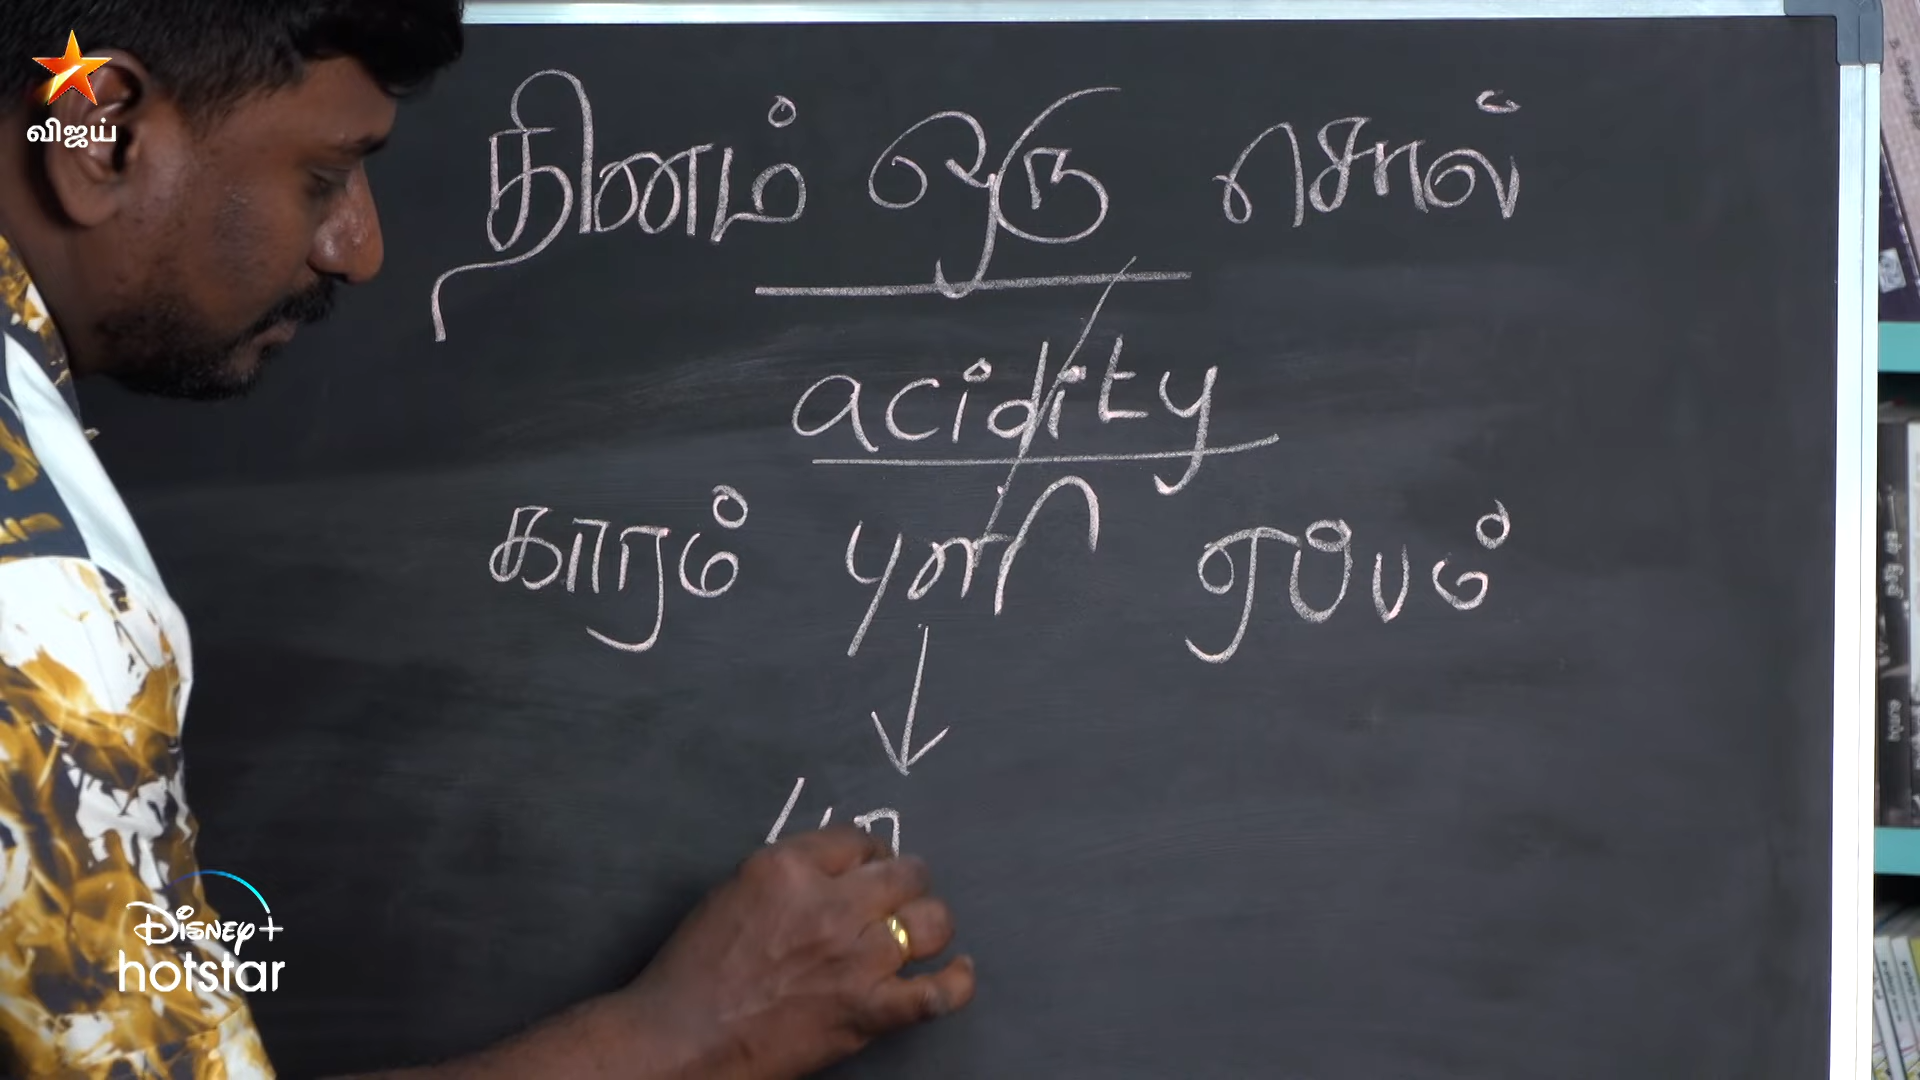 விஜய்
தினம் ஒரு சொல்
acidity
காரம் புளி ஏப்பம்
Disney+
hotstar